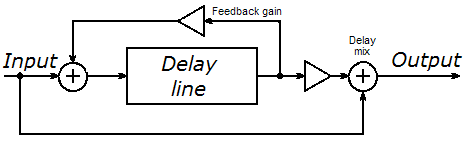 Feedback gain
Input
Delay
line
Delay
mix
Output